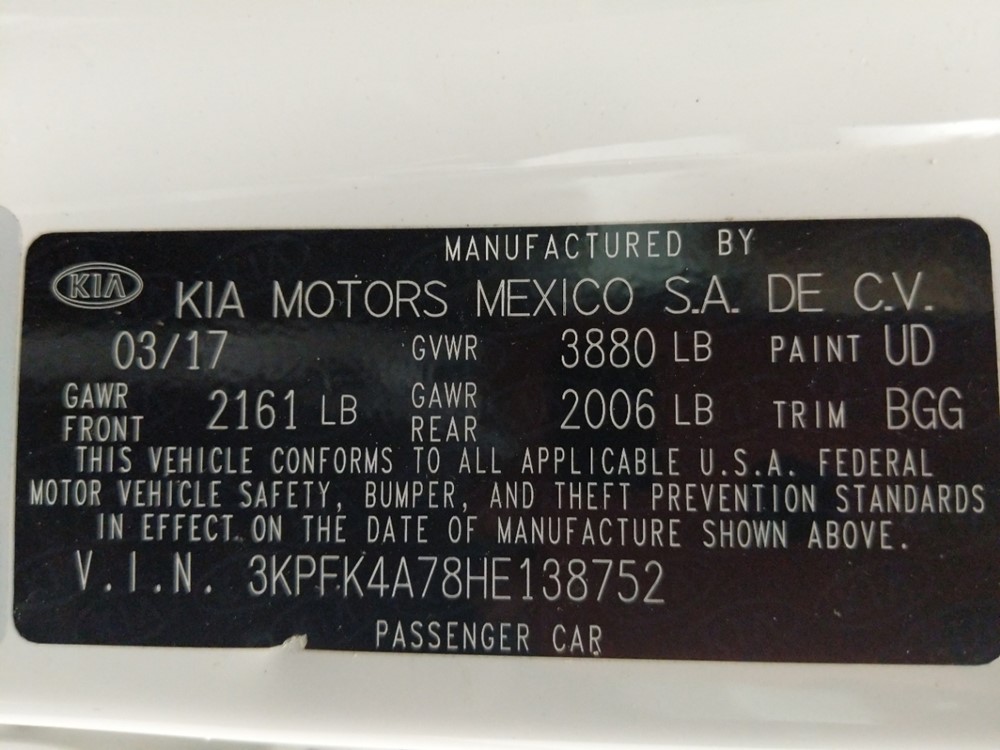 MANUFACTURED BY
KIA KIA MOTORS MEXICO S.A. DE C.V.
03/17 GVWR 3880 LB PAINT UD
GAWR FRONT 2161 LB GAWR REAR 2006 LB TRIM BGG
THIS VEHICLE CONFORMS TO ALL APPLICABLE U.S.A. FEDERAL
MOTOR VEHICLE SAFETY, BUMPER, AND THEFT PREVENTION STANDARDS
IN EFFECT ON THE DATE OF MANUFACTURE SHOWN ABOVE.
V.I.N. 3KPFK4A78HE138752
PASSENGER CAR